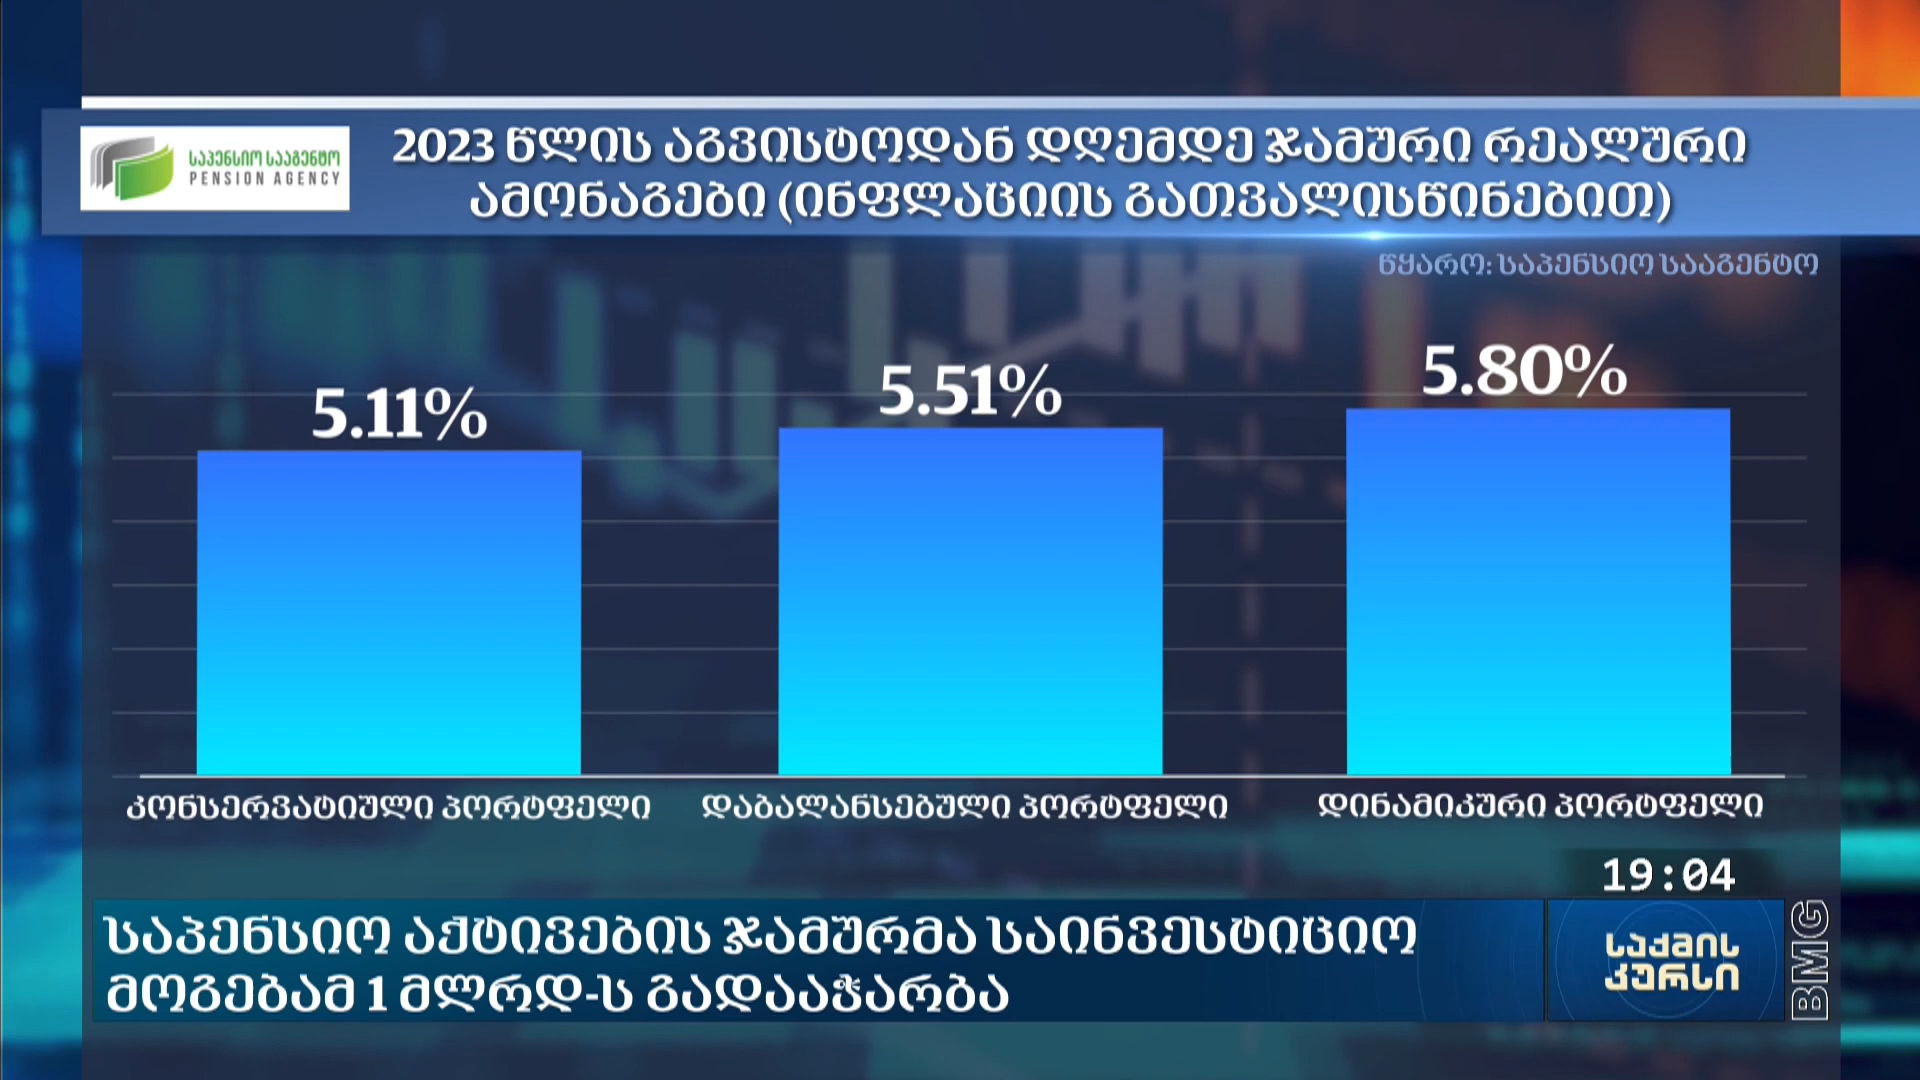 საპენსიო სააგენტო
PENSION AGENCY
2023 წლის აგვისტოდან დღემდე ჯამური რეალური
ამონაგები (ინფლაციის გათვალისწინებით)
წყარო: საპენსიო სააგენტო
5.11%
5.51%
5.80%
კონსერვატიული პორტფელი
დაბალანსებული პორტფელი
დინამიკური პორტფელი
19:04
საპენსიო აქტივების ჯამურმა საინვესტიციო
მოგებამ 1 მლრდ-ს გადააჭარბა
საქმის
კურსი
BMG